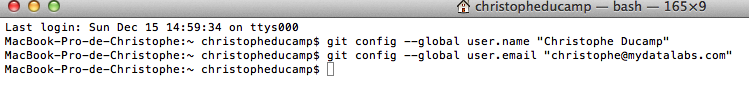 christopheducamp — bash — 165×9
Last login: Sun Dec 15 14:59:34 on ttys000
MacBook-Pro-de-Christophe:~ christopheducamp$ git config --global user.name "Christophe Ducamp"
MacBook-Pro-de-Christophe:~ christopheducamp$ git config --global user.email "christophe@mydatalabs.com"
MacBook-Pro-de-Christophe:~ christopheducamp$